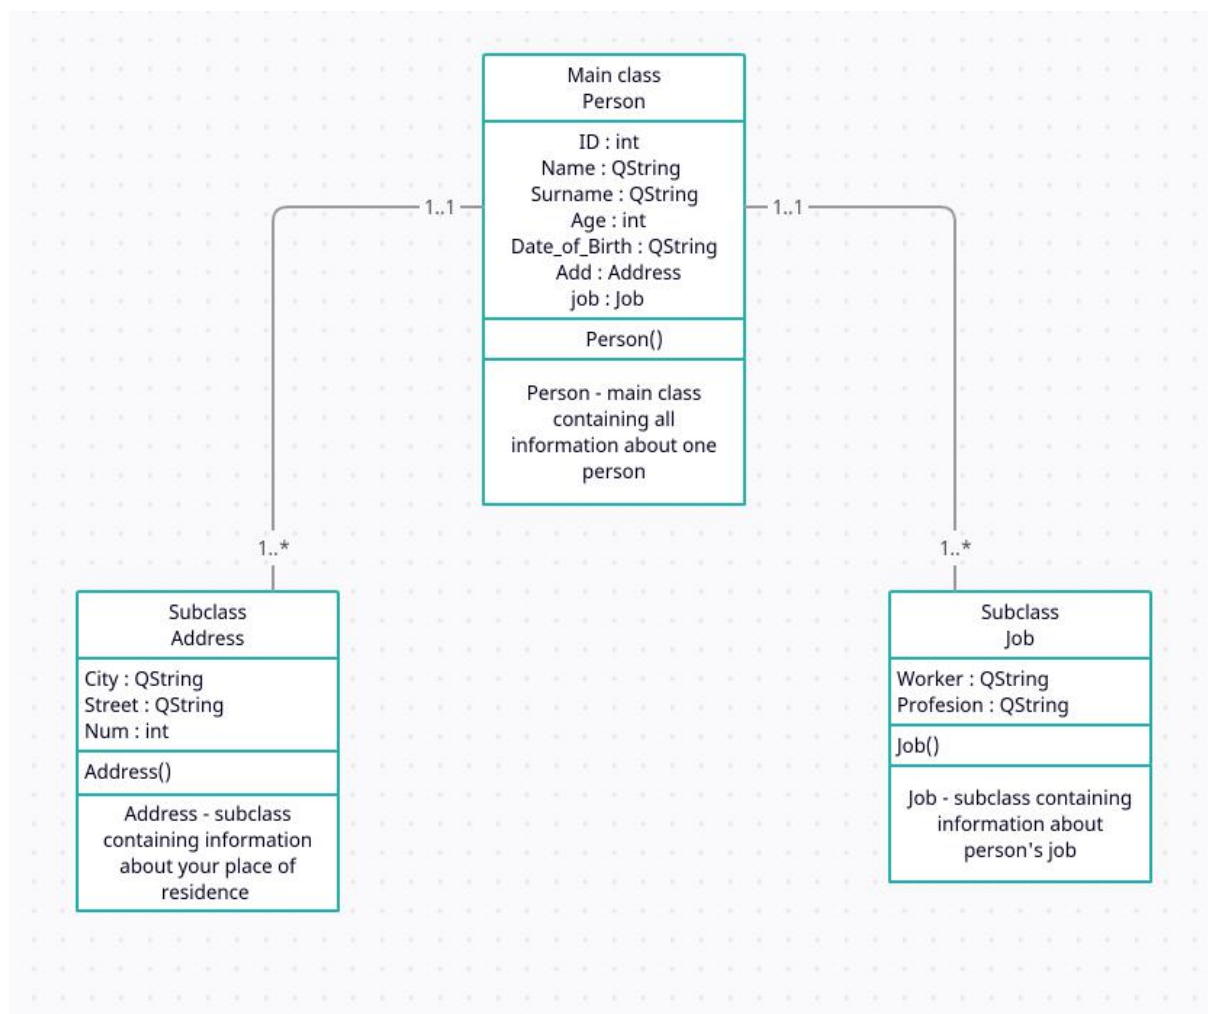 Main class
Person
ID : int
Name : QString
Surname : QString
Age : int
Date_of_Birth : QString
Add : Address
job : Job
Person()
Person - main class
containing all
information about one
person
1..1
1..1
1..*
1..*
Subclass
Address
City : QString
Street : QString
Num : int
Address()
Address - subclass
containing information
about your place of
residence
Subclass
Job
Worker : QString
Profesion : QString
Job()
Job - subclass containing
information about
person's job